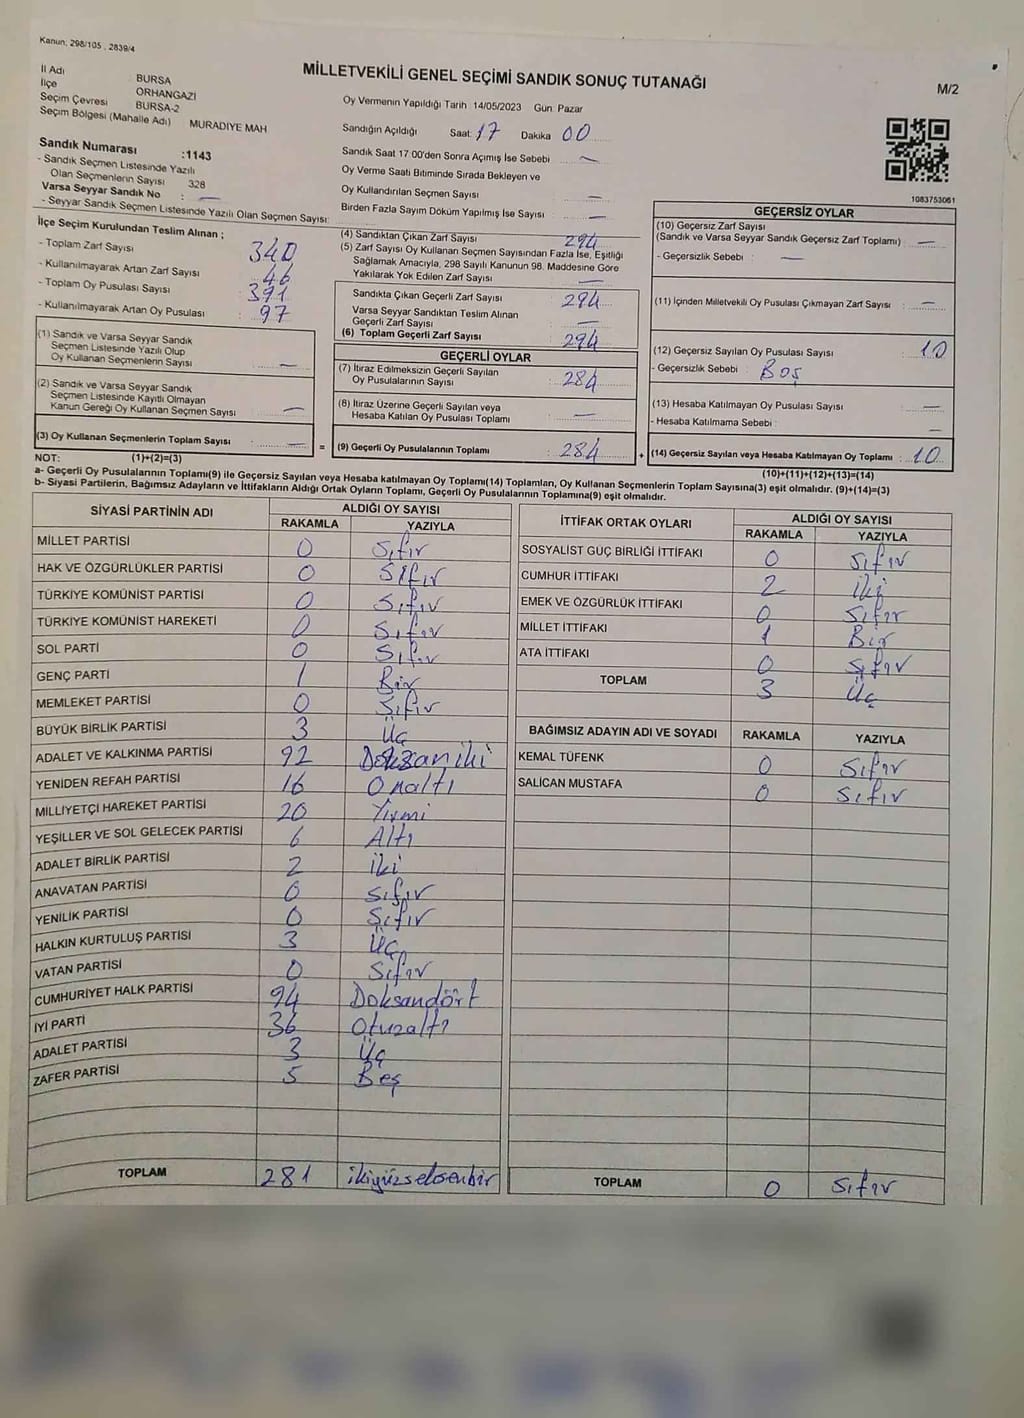 Kanun: 298/105 , 2839/4
MİLLETVEKİLİ GENEL SEÇİMİ SANDIK SONUÇ TUTANAĞI
M/2
İl Adı : BURSA
İlçe ORHANGAZİ
Seçim Çevresi BURSA-2
Seçim Bölgesi (Mahalle Adı) MURADİYE MAH
Sandık Numarası :1143
- Sandık Seçmen Listesinde Yazılı
Olan Seçmenlerin Sayısı 328
Varsa Seyyar Sandık No : —
- Seyyar Sandık Seçmen Listesinde Yazılı Olan Seçmen Sayısı:
Oy Vermenin Yapıldığı Tarih : 14/05/2023 Gün: Pazar
Sandığın Açıldığı Saat: 17 Dakika 00
Sandık Saat 17 00'den Sonra Açımış İse Sebebi —
Oy Verme Saati Bitiminde Sırada Bekleyen ve
Oy Kullandırılan Seçmen Sayısı —
Birden Fazla Sayım Döküm Yapılmış İse Sayısı —
1083753061
İlçe Seçim Kurulundan Teslim Alınan ;
- Toplam Zarf Sayısı : 340
- Kullanılmayarak Artan Zarf Sayısı 46
- Toplam Oy Pusulası Sayısı : 391
- Kullanılmayarak Artan Oy Pusulası : 97
(1) Sandık ve Varsa Seyyar Sandık
Seçmen Listesinde Yazılı Olup
Oy Kullanan Seçmenlerin Sayısı : —
(2) Sandık ve Varsa Seyyar Sandık
Seçmen Listesinde Kayıtlı Olmayan
Kanun Gereği Oy Kullanan Seçmen Sayısı : —
(3) Oy Kullanan Seçmenlerin Toplam Sayısı : —
(4) Sandıktan Çıkan Zarf Sayısı 294
(5) Zarf Sayısı Oy Kullanan Seçmen Sayısından Fazla İse, Eşitliği
Sağlamak Amacıyla, 298 Sayılı Kanunun 98. Maddesine Göre
Yakılarak Yok Edilen Zarf Sayısı —
Sandıkta Çıkan Geçerli Zarf Sayısı : 294
Varsa Seyyar Sandıktan Teslim Alınan
Geçerli Zarf Sayısı —
(6) Toplam Geçerli Zarf Sayısı : 294
GEÇERLİ OYLAR
(7) İtiraz Edilmeksizin Geçerli Sayılan
Oy Pusulalarının Sayısı : 284
(8) İtiraz Üzerine Geçerli Sayılan veya
Hesaba Katılan Oy Pusulası Toplamı : —
= (9) Geçerli Oy Pusulalarının Toplamı : 284
GEÇERSİZ OYLAR
(10) Geçersiz Zarf Sayısı
(Sandık ve Varsa Seyyar Sandık Geçersiz Zarf Toplamı) : —
- Geçersizlik Sebebi : —
(11) İçinden Milletvekili Oy Pusulası Çıkmayan Zarf Sayısı : —
(12) Geçersiz Sayılan Oy Pusulası Sayısı : 10
- Geçersizlik Sebebi : Boş
(13) Hesaba Katılmayan Oy Pusulası Sayısı : —
- Hesaba Katılmama Sebebi : —
+ (14) Geçersiz Sayılan veya Hesaba Katılmayan Oy Toplamı : 10
NOT: (1)+(2)=(3)
(10)+(11)+(12)+(13)=(14)
a- Geçerli Oy Pusulalarının Toplamı(9) ile Geçersiz Sayılan veya Hesaba katılmayan Oy Toplamı(14) Toplamları, Oy Kullanan Seçmenlerin Toplam Sayısına(3) eşit olmalıdır. (9)+(14)=(3)
b- Siyasi Partilerin, Bağımsız Adayların ve İttifakların Aldığı Ortak Oyların Toplamı, Geçerli Oy Pusulalarının Toplamına(9) eşit olmalıdır.
SİYASİ PARTİNİN ADI ALDIĞI OY SAYISI
RAKAMLA YAZIYLA
MİLLET PARTİSİ 0 Sıfır
HAK VE ÖZGÜRLÜKLER PARTİSİ 0 Sıfır
TÜRKİYE KOMÜNİST PARTİSİ 0 Sıfır
TÜRKİYE KOMÜNİST HAREKETİ 0 Sıfır
SOL PARTİ 0 Sıfır
GENÇ PARTİ 1 Bir
MEMLEKET PARTİSİ 0 Sıfır
BÜYÜK BİRLİK PARTİSİ 3 Üç
ADALET VE KALKINMA PARTİSİ 92 Doksaniki
YENİDEN REFAH PARTİSİ 16 Onaltı
MİLLİYETÇİ HAREKET PARTİSİ 20 Yirmi
YEŞİLLER VE SOL GELECEK PARTİSİ 6 Altı
ADALET BİRLİK PARTİSİ 2 İki
ANAVATAN PARTİSİ 0 Sıfır
YENİLİK PARTİSİ 0 Sıfır
HALKIN KURTULUŞ PARTİSİ 3 Üç
VATAN PARTİSİ 0 Sıfır
CUMHURİYET HALK PARTİSİ 94 Doksandört
İYİ PARTİ 36 Otuzaltı
ADALET PARTİSİ 3 Üç
ZAFER PARTİSİ 5 Beş
TOPLAM 281 ikiyüzseksenbir
İTTİFAK ORTAK OYLARI ALDIĞI OY SAYISI
RAKAMLA YAZIYLA
SOSYALİST GÜÇ BİRLİĞİ İTTİFAKI 0 Sıfır
CUMHUR İTTİFAKI 2 İki
EMEK VE ÖZGÜRLÜK İTTİFAKI 0 Sıfır
MİLLET İTTİFAKI 1 Bir
ATA İTTİFAKI 0 Sıfır
TOPLAM 3 Üç
BAĞIMSIZ ADAYIN ADI VE SOYADI RAKAMLA YAZIYLA
KEMAL TÜFENK 0 Sıfır
SALİCAN MUSTAFA 0 Sıfır
TOPLAM 0 Sıfır